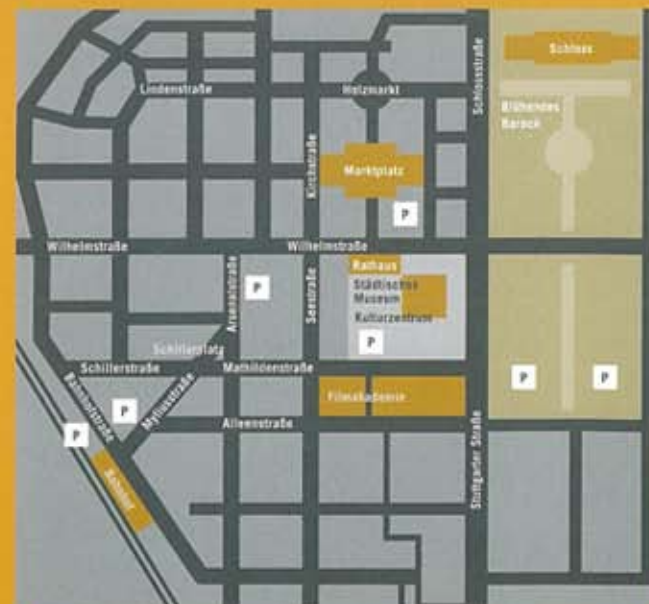 Schloss
Lindenstraße
Holzmarkt
Schlossstraße
Blühendes
Barock
Kirchstraße
Marktplatz
P
Wilhelmstraße
Wilhelmstraße
Rathaus
Arsenalstraße
P
Seestraße
Städtisches
Museum
Kulturzentrum
P
Schillerplatz
Schillerstraße
Mathildenstraße
P
P
Bahnhofstraße
Myliusstraße
P
P
Filmakademie
Alleenstraße
Stuttgarter Straße
Bahnhof